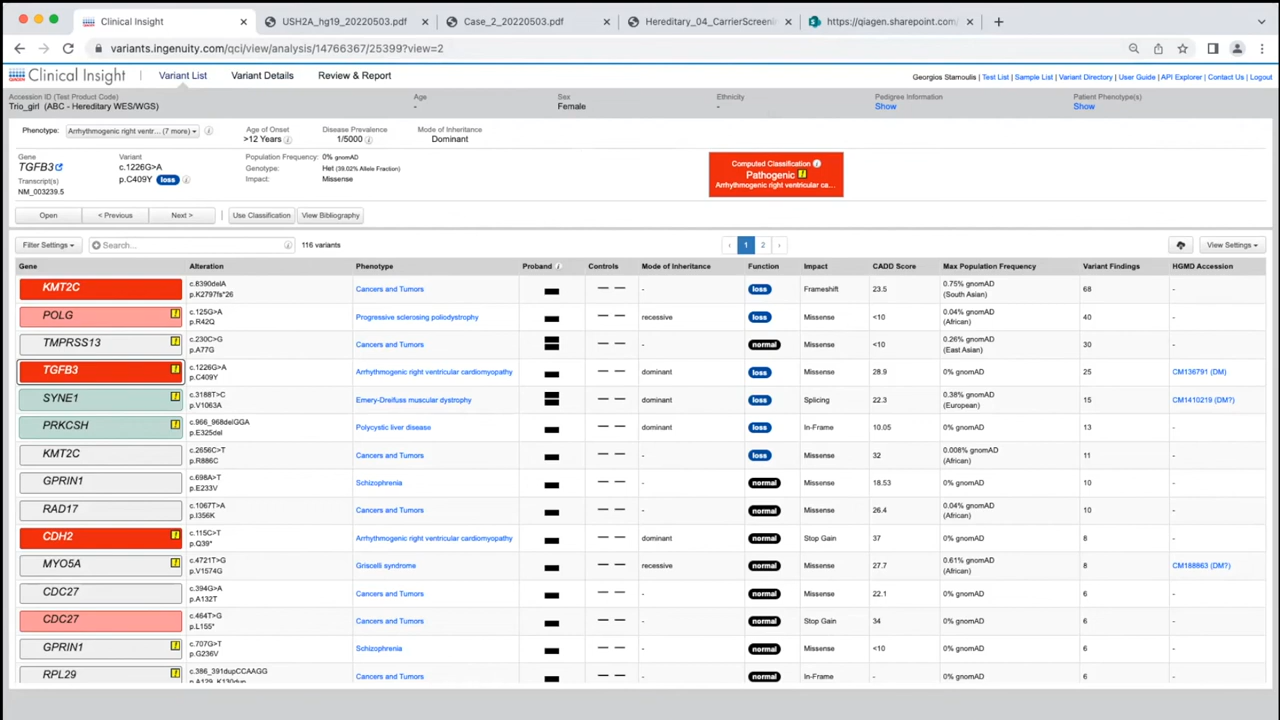 Clinical Insight
USH2A_hg19_20220503.pdf
Case_2_20220503.pdf
Hereditary_04_CarrierScreeni
https://qiagen.sharepoint.com/
variants.ingenuity.com/qci/view/analysis/14766367/25399?view=2
Clinical Insight
Variant List
Variant Details
Review & Report
Georgios Stamoulis | Test List | Sample List | Variant Directory | User Guide | API Explorer | Contact Us | Logout
Accession ID (Test Product Code) Age Sex Ethnicity Pedigree Information Patient Phenotype(s)
Trio_girl (ABC - Hereditary WES/WGS) - Female - Show Show
Phenotype: Arrhythmogenic right ventr... (7 more)
Age of Onset Disease Prevalence Mode of Inheritance
>12 Years 1/5000 Dominant
Gene Variant
TGFB3 c.1226G>A
p.C409Y loss
Transcript(s)
NM_003239.5
Population Frequency: 0% gnomAD
Genotype: Het (39.02% Allele Fraction)
Impact: Missense
Computed Classification
Pathogenic
Arrhythmogenic right ventricular ca...
Open < Previous Next > Use Classification View Bibliography
Filter Settings Search... 116 variants ‹ 1 2 › View Settings
Gene Alteration Phenotype Proband Controls Mode of Inheritance Function Impact CADD Score Max Population Frequency Variant Findings HGMD Accession
KMT2C c.8390delA p.K2797fs*26 Cancers and Tumors - loss Frameshift 23.5 0.75% gnomAD (South Asian) 68 -
POLG c.125G>A p.R42Q Progressive sclerosing poliodystrophy recessive loss Missense <10 0.04% gnomAD (African) 40 -
TMPRSS13 c.230C>G p.A77G Cancers and Tumors - normal Missense <10 0.26% gnomAD (East Asian) 30 -
TGFB3 c.1226G>A p.C409Y Arrhythmogenic right ventricular cardiomyopathy dominant loss Missense 28.9 0% gnomAD 25 CM136791 (DM)
SYNE1 c.3188T>C p.V1063A Emery-Dreifuss muscular dystrophy dominant loss Splicing 22.3 0.38% gnomAD (European) 15 CM1410219 (DM?)
PRKCSH c.966_968delGGA p.E325del Polycystic liver disease dominant loss In-Frame 10.05 0% gnomAD 13 -
KMT2C c.2656C>T p.R886C Cancers and Tumors - loss Missense 32 0.008% gnomAD (African) 11 -
GPRIN1 c.698A>T p.E233V Schizophrenia - normal Missense 18.53 0% gnomAD 10 -
RAD17 c.1067T>A p.I356K Cancers and Tumors - normal Missense 26.4 0.04% gnomAD (African) 10 -
CDH2 c.115C>T p.Q39* Arrhythmogenic right ventricular cardiomyopathy dominant normal Stop Gain 37 0% gnomAD 8 -
MYO5A c.4721T>G p.V1574G Griscelli syndrome recessive normal Missense 27.7 0.61% gnomAD (African) 8 CM188863 (DM?)
CDC27 c.394G>A p.A132T Cancers and Tumors - normal Missense 22.1 0% gnomAD 6 -
CDC27 c.464T>G p.L155* Cancers and Tumors - normal Stop Gain 34 0% gnomAD 6 -
GPRIN1 c.707G>T p.G236V Schizophrenia - normal Missense <10 0% gnomAD 6 -
RPL29 c.386_391dupCCAAGG p.A129_K130dup Cancers and Tumors - normal In-Frame - 0% gnomAD 6 -